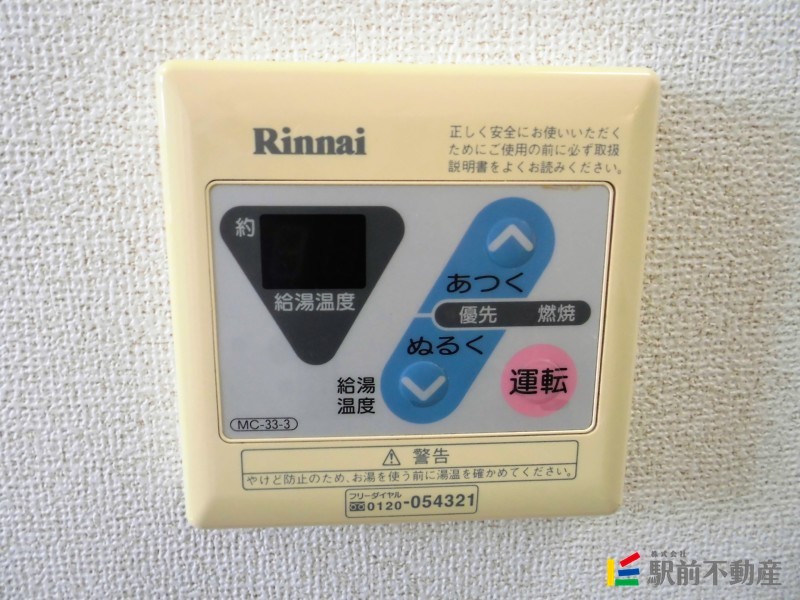 Rinnai
正しく安全にお使いいただく
ためにご使用の前に必ず取扱
説明書をよくお読みください。
約
給湯温度
あつく
優先 燃焼
ぬるく
給湯
温度
運転
MC-33-3
警告
やけど防止のため、お湯を使う前に湯温を確かめてください。
フリーダイヤル
0120-054321
株式会社
駅前不動産